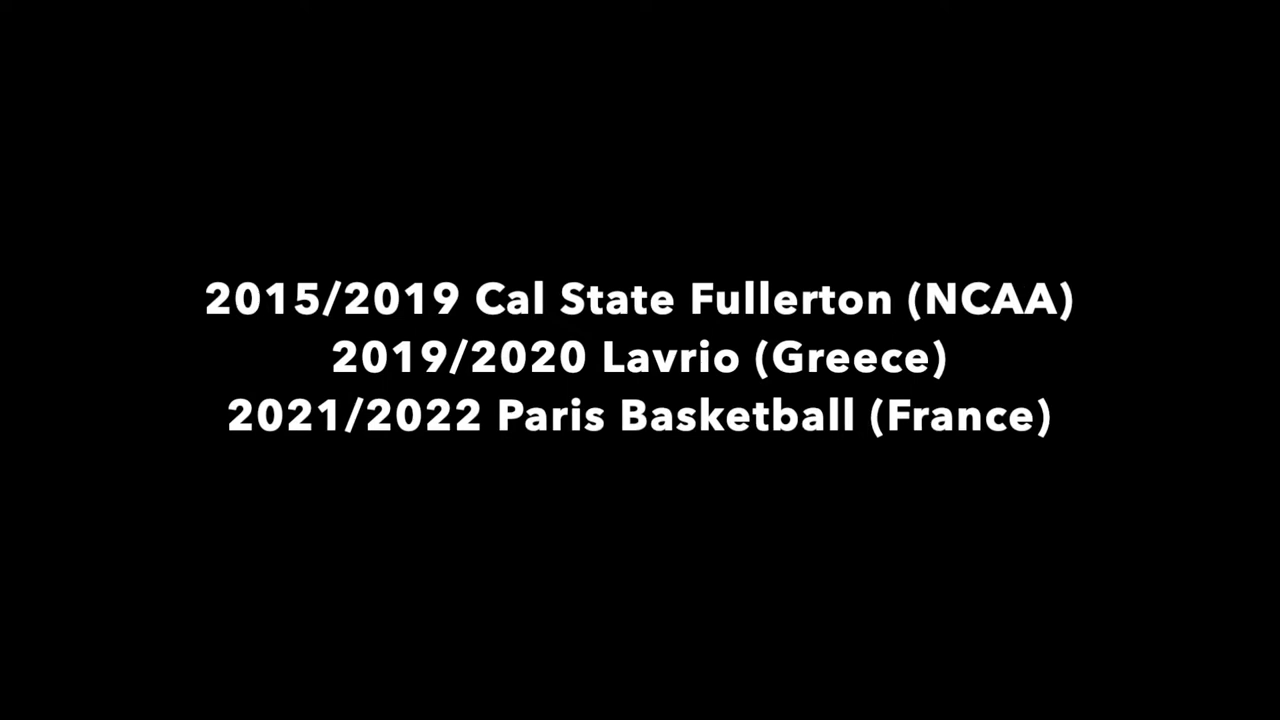 2015/2019 Cal State Fullerton (NCAA)
2019/2020 Lavrio (Greece)
2021/2022 Paris Basketball (France)